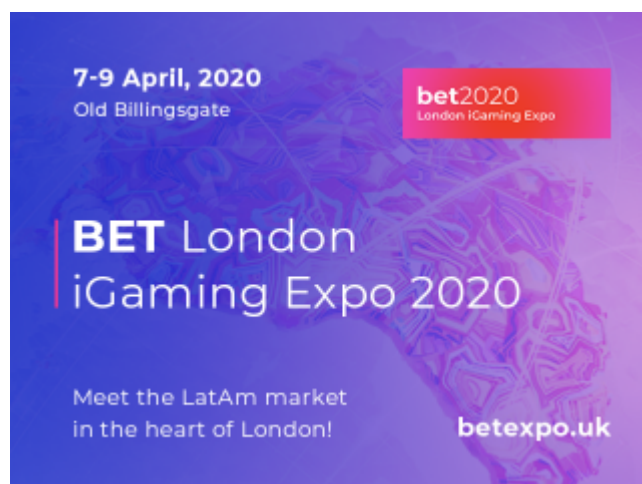 7-9 April, 2020
Old Billingsgate
bet2020
London iGaming Expo
BET London
iGaming Expo 2020
Meet the LatAm market
in the heart of London!
betexpo.uk